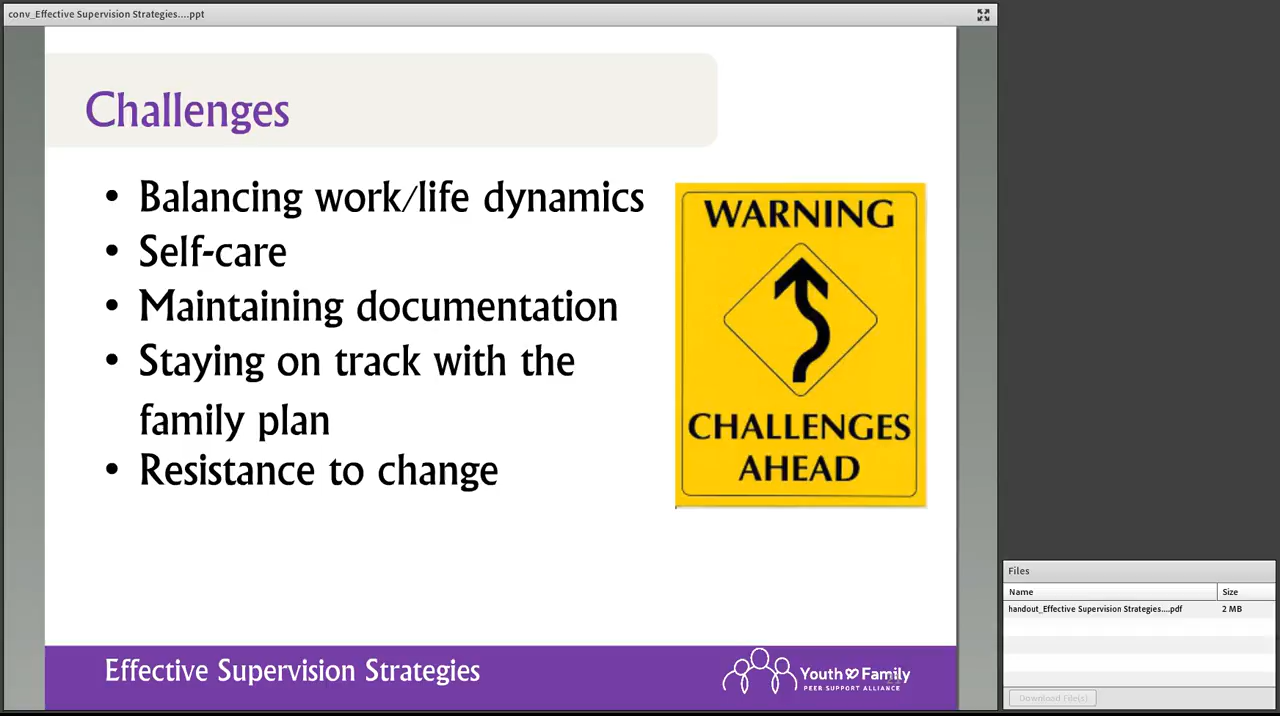 conv_Effective Supervision Strategies....ppt
Challenges
• Balancing work/life dynamics
• Self-care
• Maintaining documentation
• Staying on track with the
family plan
• Resistance to change
WARNING
CHALLENGES
AHEAD
Effective Supervision Strategies
Youth Family
PEER SUPPORT ALLIANCE
Files
Name Size
handout_Effective Supervision Strategies....pdf 2 MB
Download File(s)